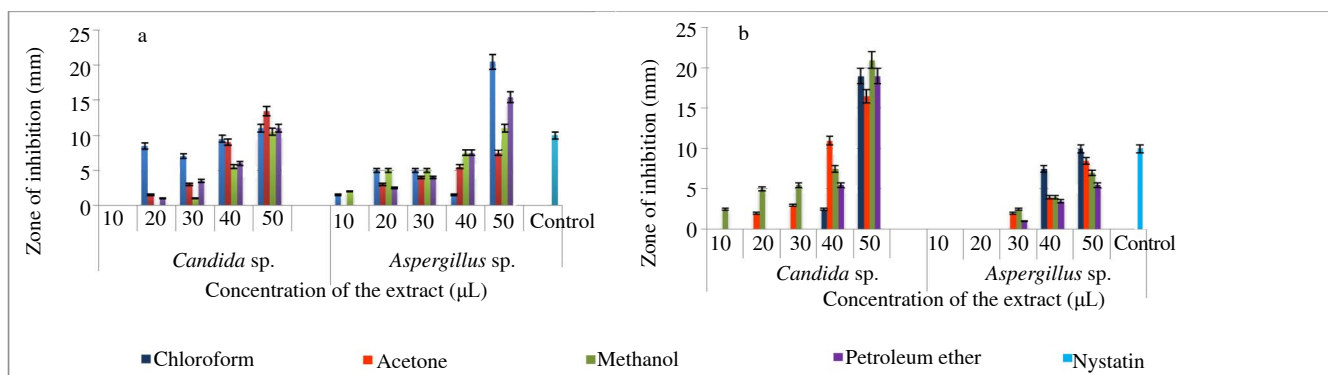 a
Zone of inhibition (mm)
25
20
15
10
5
0
10 20 30 40 50 10 20 30 40 50 Control
Candida sp. Aspergillus sp.
Concentration of the extract (µL)
b
Zone of inhibition (mm)
25
20
15
10
5
0
10 20 30 40 50 10 20 30 40 50 Control
Candida sp. Aspergillus sp.
Concentration of the extract (µL)
Chloroform Acetone Methanol Petroleum ether Nystatin